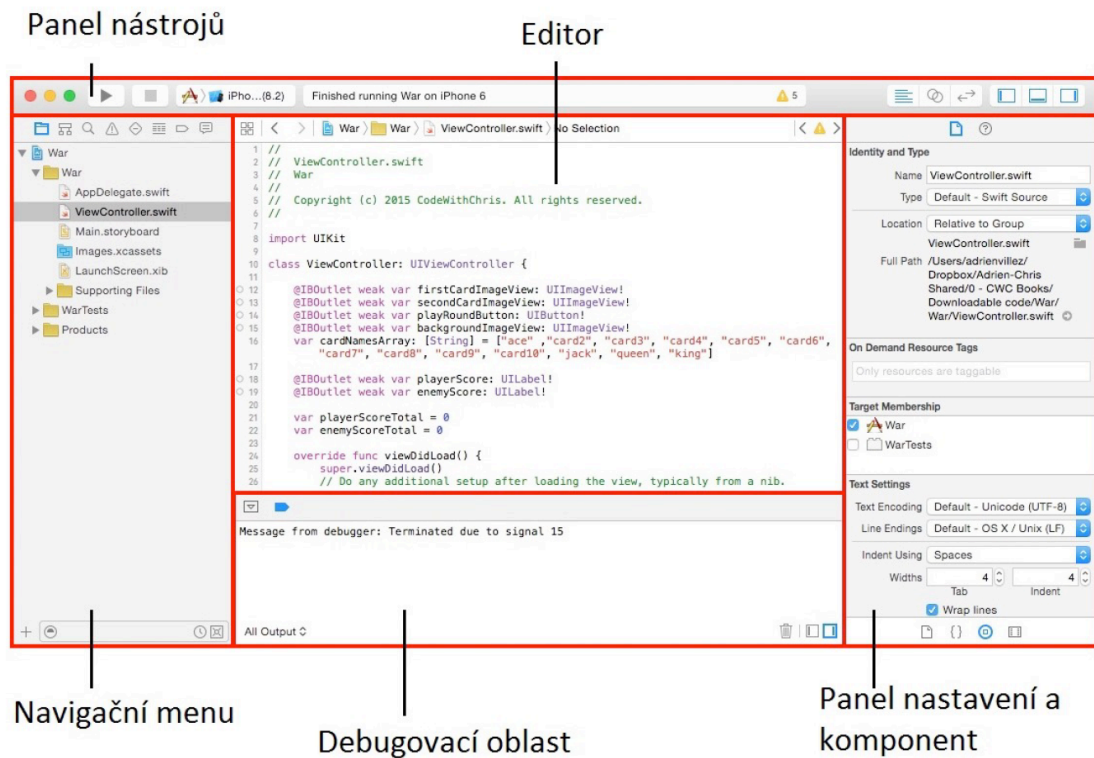 Panel nástrojů
Editor
iPho...(8.2)
Finished running War on iPhone 6
5
War
War
AppDelegate.swift
ViewController.swift
Main.storyboard
Images.xcassets
LaunchScreen.xib
Supporting Files
WarTests
Products
War War ViewController.swift No Selection
1 //
2 // ViewController.swift
3 // War
4 //
5 // Copyright (c) 2015 CodeWithChris. All rights reserved.
6 //
7
8 import UIKit
9
10 class ViewController: UIViewController {
11
12 @IBOutlet weak var firstCardImageView: UIImageView!
13 @IBOutlet weak var secondCardImageView: UIImageView!
14 @IBOutlet weak var playRoundButton: UIButton!
15 @IBOutlet weak var backgroundImageView: UIImageView!
16 var cardNamesArray: [String] = ["ace" ,"card2", "card3", "card4", "card5", "card6",
"card7", "card8", "card9", "card10", "jack", "queen", "king"]
17
18 @IBOutlet weak var playerScore: UILabel!
19 @IBOutlet weak var enemyScore: UILabel!
20
21 var playerScoreTotal = 0
22 var enemyScoreTotal = 0
23
24 override func viewDidLoad() {
25 super.viewDidLoad()
26 // Do any additional setup after loading the view, typically from a nib.
Message from debugger: Terminated due to signal 15
All Output
Identity and Type
Name ViewController.swift
Type Default - Swift Source
Location Relative to Group
ViewController.swift
Full Path /Users/adrienvillez/
Dropbox/Adrien-Chris
Shared/0 - CWC Books/
Downloadable code/War/
War/ViewController.swift
On Demand Resource Tags
Only resources are taggable
Target Membership
War
WarTests
Text Settings
Text Encoding Default - Unicode (UTF-8)
Line Endings Default - OS X / Unix (LF)
Indent Using Spaces
Widths 4 4
Tab Indent
Wrap lines
Navigační menu
Debugovací oblast
Panel nastavení a
komponent